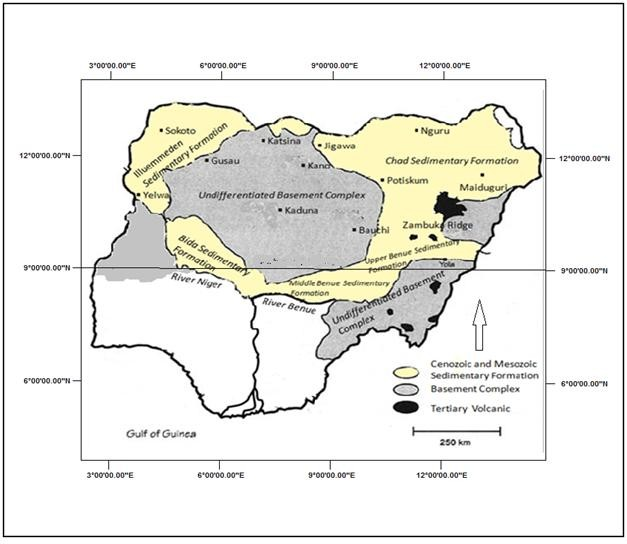 3°00'00.00"E
6°00'00.00"E
9°00'00.00"E
12°00'00.00"E
Sokoto
Katsina
Jigawa
Nguru
Illuemmeden
Sedimentary Formation
12°00'00.00"N
12°00'00.00"N
Gusau
Kano
Chad Sedimentary Formation
Potiskum
Maiduguri
Yelwa
Undifferentiated Basement Complex
Kaduna
Zambuka Ridge
Bauchi
Bida Sedimentary
Formation
Upper Benue Sedimentary
Formation
Yola
9°00'00.00"N
9°00'00.00"N
River Niger
Middle Benue Sedimentary
Formation
River Benue
Undifferentiated Basement
Complex
Cenozoic and Mesozoic
Sedimentary Formation
Basement Complex
Tertiary Volcanic
6°00'00.00"N
6°00'00.00"N
Gulf of Guinea
250 km
3°00'00.00"E
6°00'00.00"E
9°00'00.00"E
12°00'00.00"E